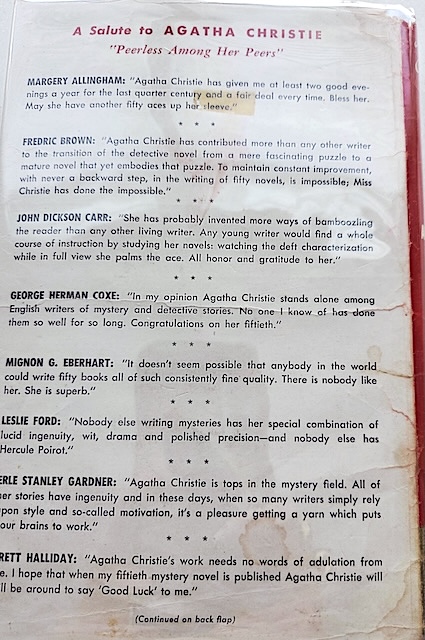 A Salute to AGATHA CHRISTIE
"Peerless Among Her Peers"
MARGERY ALLINGHAM: "Agatha Christie has given me at least two good eve-
nings a year for the last quarter century and a fair deal every time. Bless her.
May she have another fifty aces up her sleeve."
* * *
FREDRIC BROWN: "Agatha Christie has contributed more than any other writer
to the transition of the detective novel from a mere fascinating puzzle to a
mature novel that yet embodies that puzzle. To maintain constant improvement,
with never a backward step, in the writing of fifty novels, is impossible; Miss
Christie has done the impossible."
* * *
JOHN DICKSON CARR: "She has probably invented more ways of bamboozling
the reader than any other living writer. Any young writer would find a whole
course of instruction by studying her novels: watching the deft characterization
while in full view she palms the ace. All honor and gratitude to her."
* * *
GEORGE HERMAN COXE: "In my opinion Agatha Christie stands alone among
English writers of mystery and detective stories. No one I know of has done
them so well for so long. Congratulations on her fiftieth."
* * *
MIGNON G. EBERHART: "It doesn't seem possible that anybody in the world
could write fifty books all of such consistently fine quality. There is nobody like
her. She is superb."
* * *
LESLIE FORD: "Nobody else writing mysteries has her special combination of
lucid ingenuity, wit, drama and polished precision—and nobody else has
Hercule Poirot."
* * *
ERLE STANLEY GARDNER: "Agatha Christie is tops in the mystery field. All of
her stories have ingenuity and in these days, when so many writers simply rely
upon style and so-called motivation, it's a pleasure getting a yarn which puts
our brains to work."
* * *
RETT HALLIDAY: "Agatha Christie's work needs no words of adulation from
e. I hope that when my fiftieth mystery novel is published Agatha Christie will
ll be around to say 'Good Luck' to me."
(Continued on back flap)